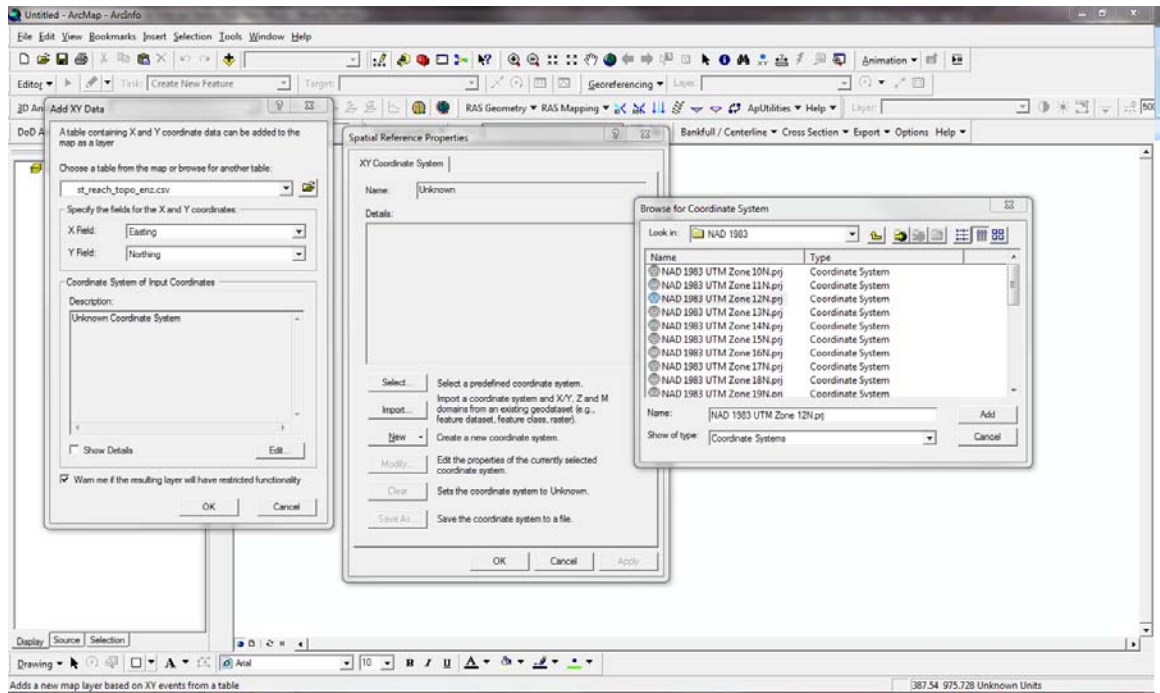 Untitled - ArcMap - ArcInfo
File Edit View Bookmarks Insert Selection Tools Window Help
Animation
Editor Task: Create New Feature Target: Georeferencing Layer:
3D An RAS Geometry RAS Mapping ApUtilities Help Layer: 500
DoD A Bankfull / Centerline Cross Section Export Options Help
Add XY Data
A table containing X and Y coordinate data can be added to the
map as a layer
Choose a table from the map or browse for another table:
st_reach_topo_enz.csv
Specify the fields for the X and Y coordinates:
X Field: Easting
Y Field: Northing
Coordinate System of Input Coordinates
Description:
Unknown Coordinate System
Show Details Edit...
Warn me if the resulting layer will have restricted functionality
OK Cancel
Spatial Reference Properties
XY Coordinate System
Name: Unknown
Details:
Select... Select a predefined coordinate system.
Import... Import a coordinate system and X/Y, Z and M
domains from an existing geodataset (e.g.,
feature dataset, feature class, raster).
New Create a new coordinate system.
Modify... Edit the properties of the currently selected
coordinate system.
Clear Sets the coordinate system to Unknown.
Save As... Save the coordinate system to a file.
OK Cancel Apply
Browse for Coordinate System
Look in: NAD 1983
Name Type
NAD 1983 UTM Zone 10N.prj Coordinate System
NAD 1983 UTM Zone 11N.prj Coordinate System
NAD 1983 UTM Zone 12N.prj Coordinate System
NAD 1983 UTM Zone 13N.prj Coordinate System
NAD 1983 UTM Zone 14N.prj Coordinate System
NAD 1983 UTM Zone 15N.prj Coordinate System
NAD 1983 UTM Zone 16N.prj Coordinate System
NAD 1983 UTM Zone 17N.prj Coordinate System
NAD 1983 UTM Zone 18N.prj Coordinate System
NAD 1983 UTM Zone 19N.prj Coordinate System
Name: NAD 1983 UTM Zone 12N.prj Add
Show of type: Coordinate Systems Cancel
Display Source Selection
Drawing A Arial 10 B I U A
Adds a new map layer based on XY events from a table 387.54 975.728 Unknown Units